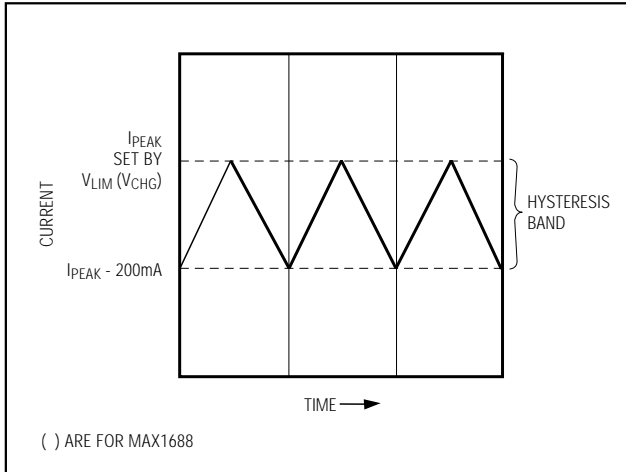 IPEAK
SET BY
VLIM (VCHG)
CURRENT
HYSTERESIS
BAND
IPEAK - 200mA
TIME
( ) ARE FOR MAX1688